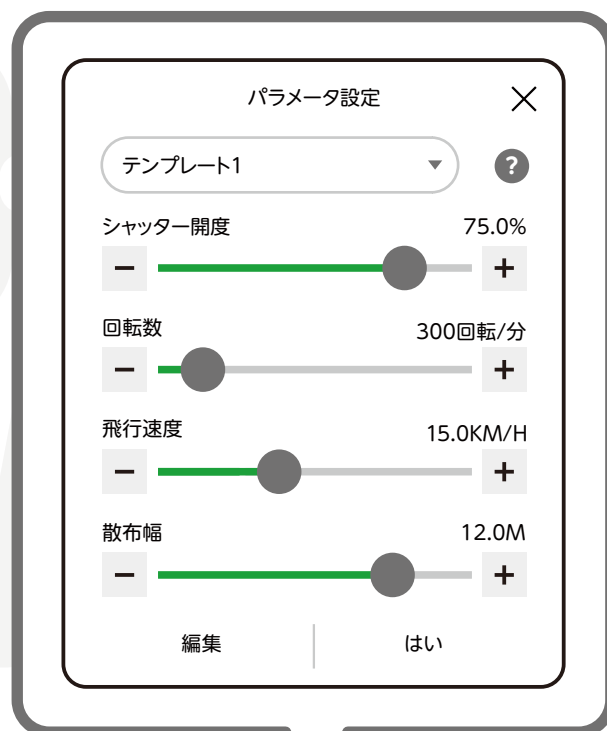 パラメータ設定
テンプレート1
?
シャッター開度 75.0%
回転数 300回転/分
飛行速度 15.0KM/H
散布幅 12.0M
編集 はい